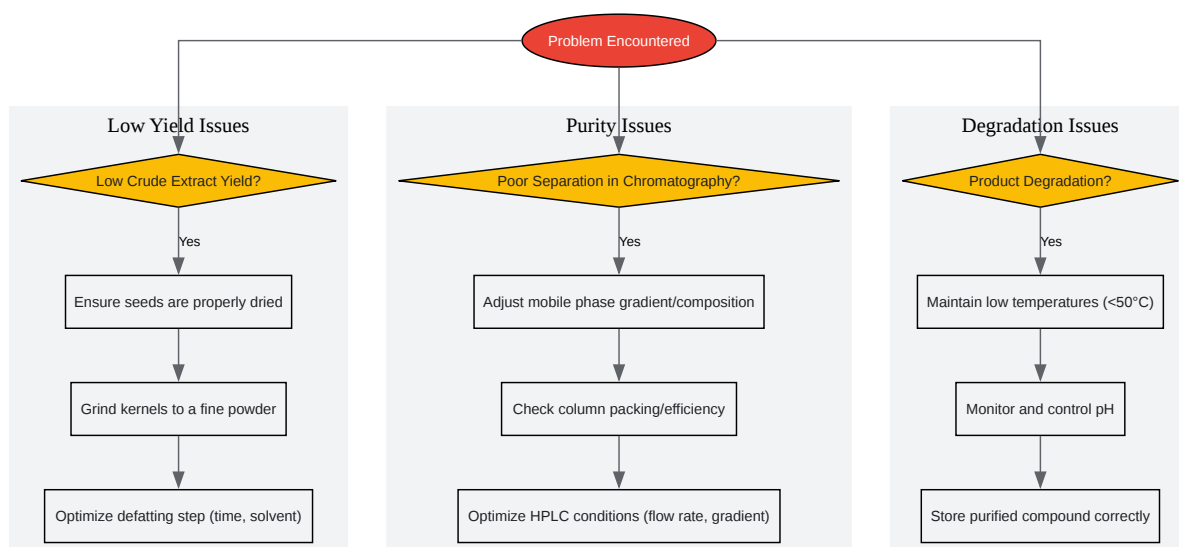 Problem Encountered
Low Yield Issues
Low Crude Extract Yield?
Yes
Ensure seeds are properly dried
Grind kernels to a fine powder
Optimize defatting step (time, solvent)
Purity Issues
Poor Separation in Chromatography?
Yes
Adjust mobile phase gradient/composition
Check column packing/efficiency
Optimize HPLC conditions (flow rate, gradient)
Degradation Issues
Product Degradation?
Yes
Maintain low temperatures (<50°C)
Monitor and control pH
Store purified compound correctly